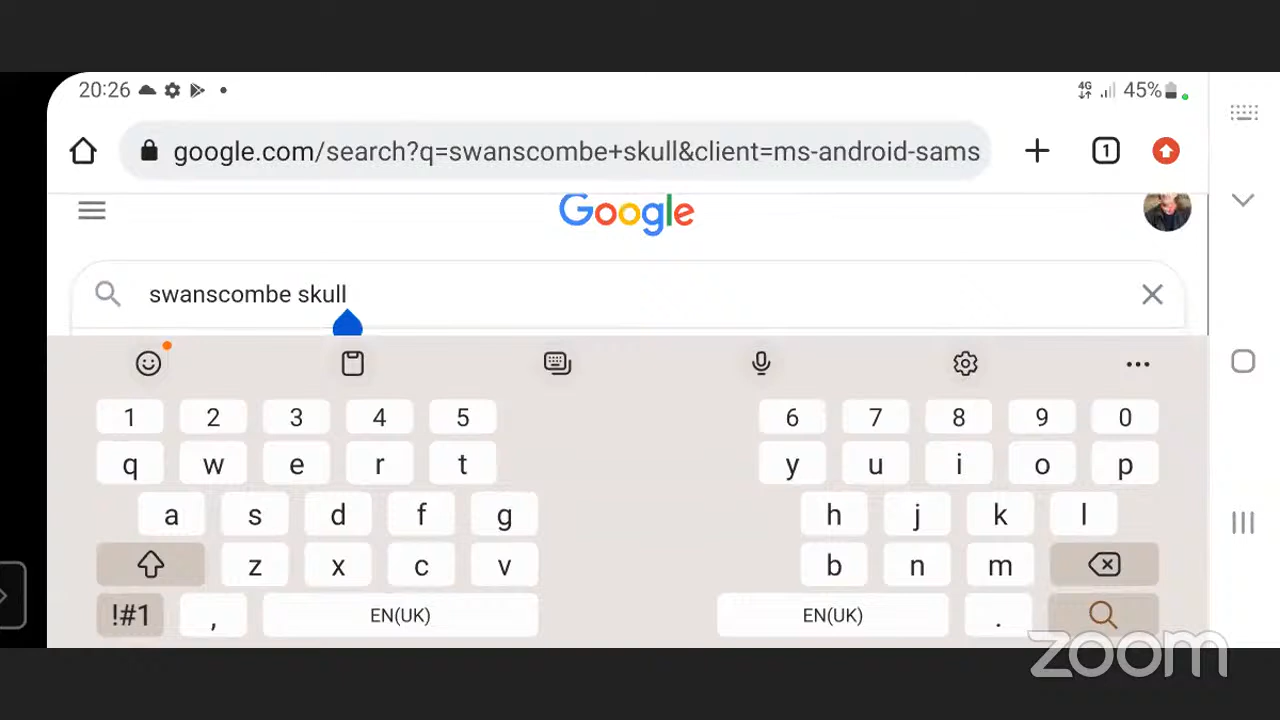 20:26
4G 45%
google.com/search?q=swanscombe+skull&client=ms-android-sams
1
Google
swanscombe skull
1 2 3 4 5 6 7 8 9 0
q w e r t y u i o p
a s d f g h j k l
z x c v b n m
!#1 , EN(UK) EN(UK) .
zoom